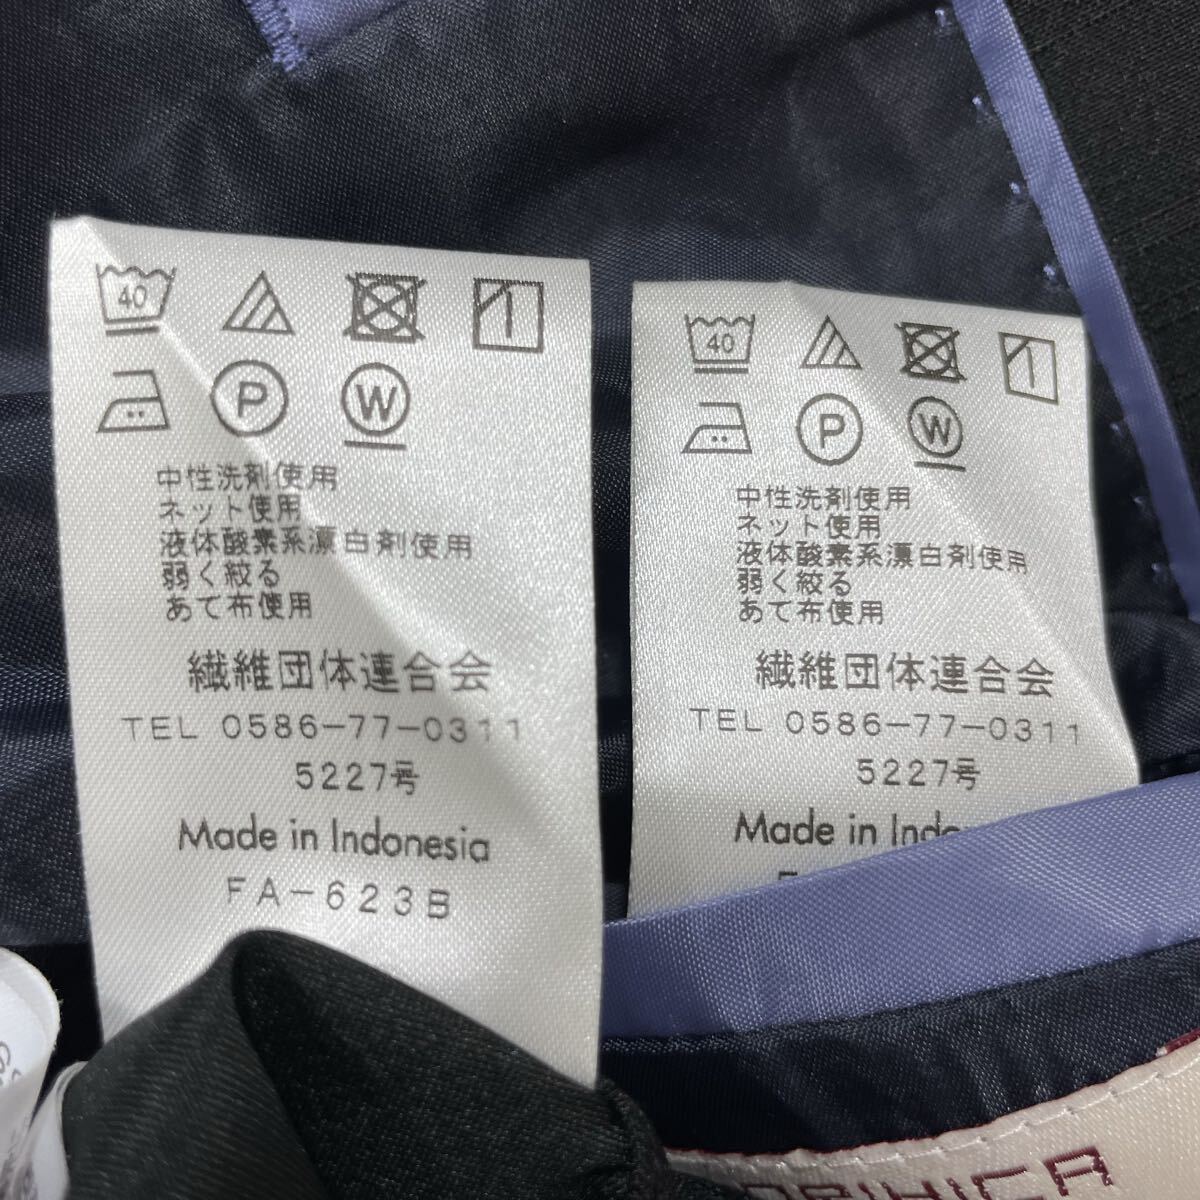 40
P W
中性洗剤使用
ネット使用
液体酸素系漂白剤使用
弱く絞る
あて布使用
繊維団体連合会
TEL 0586-77-0311
5227号
Made in Indonesia
FA-623B
40
P W
中性洗剤使用
ネット使用
液体酸素系漂白剤使用
弱く絞る
あて布使用
繊維団体連合会
TEL 0586-77-0311
5227号
Made in